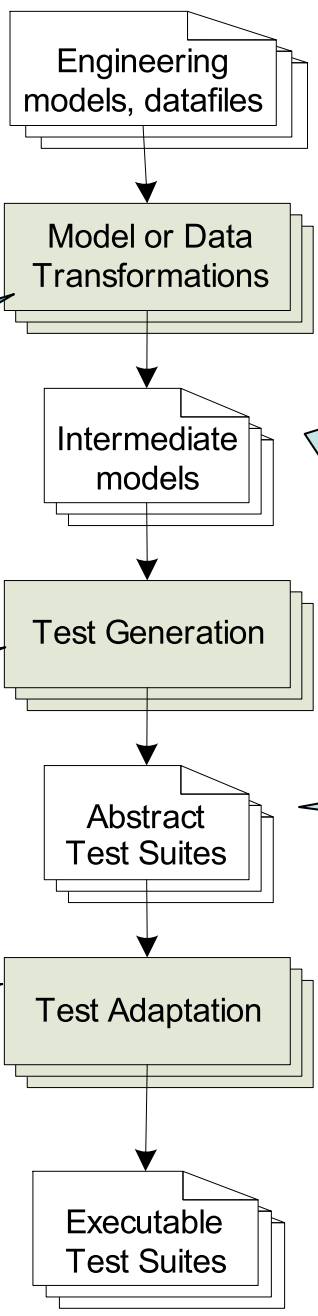 Engineering
models, datafiles
Model or Data
Transformations
Intermediate
models
Test Generation
Abstract
Test Suites
Test Adaptation
Executable
Test Suites